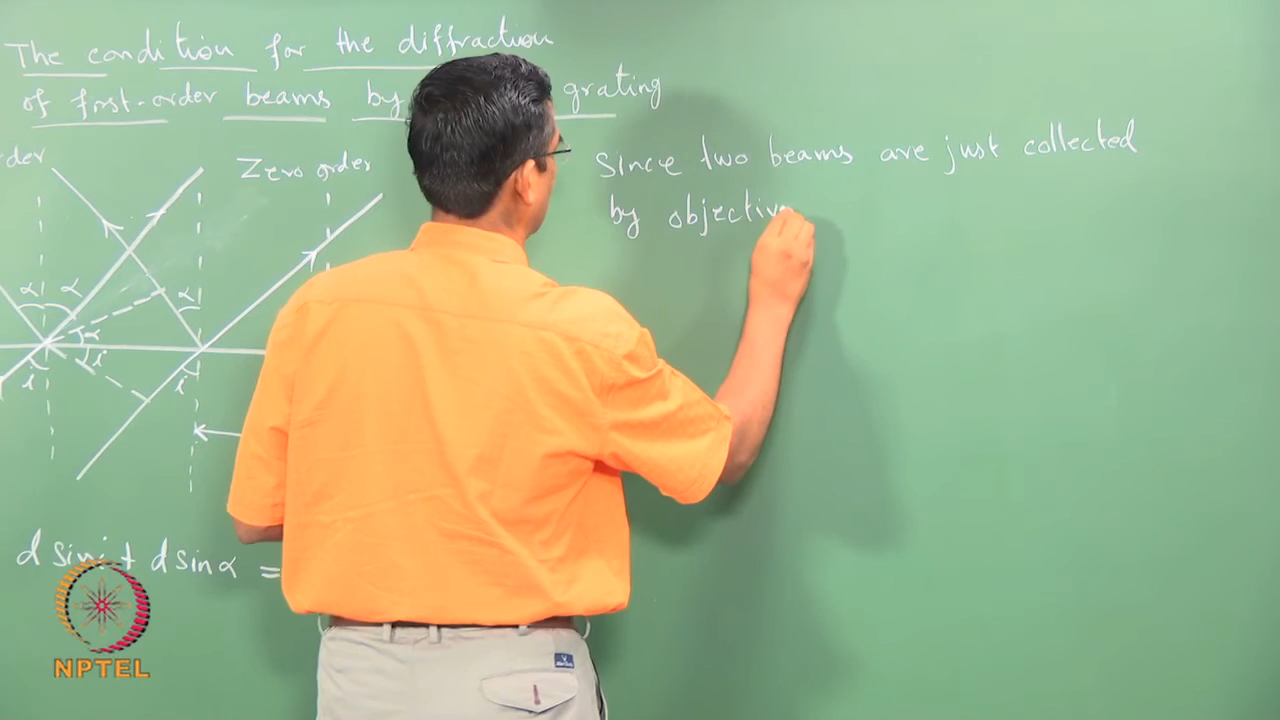 The condition for the diffraction
of first-order beams by grating
Zero order
Since two beams are just collected
by objective
α α α
r
i
i i
d sin i + d sin α =
NPTEL